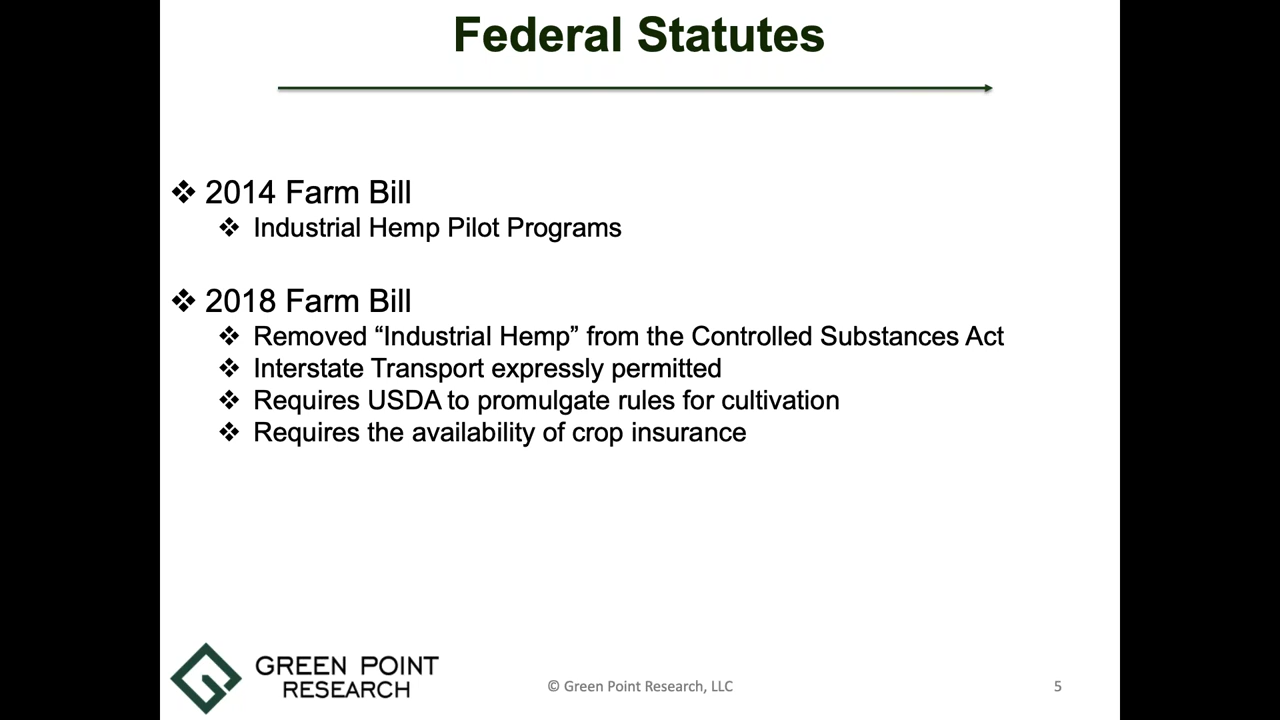 Federal Statutes
❖ 2014 Farm Bill
❖ Industrial Hemp Pilot Programs
❖ 2018 Farm Bill
❖ Removed “Industrial Hemp” from the Controlled Substances Act
❖ Interstate Transport expressly permitted
❖ Requires USDA to promulgate rules for cultivation
❖ Requires the availability of crop insurance
GREEN POINT
RESEARCH
© Green Point Research, LLC
5